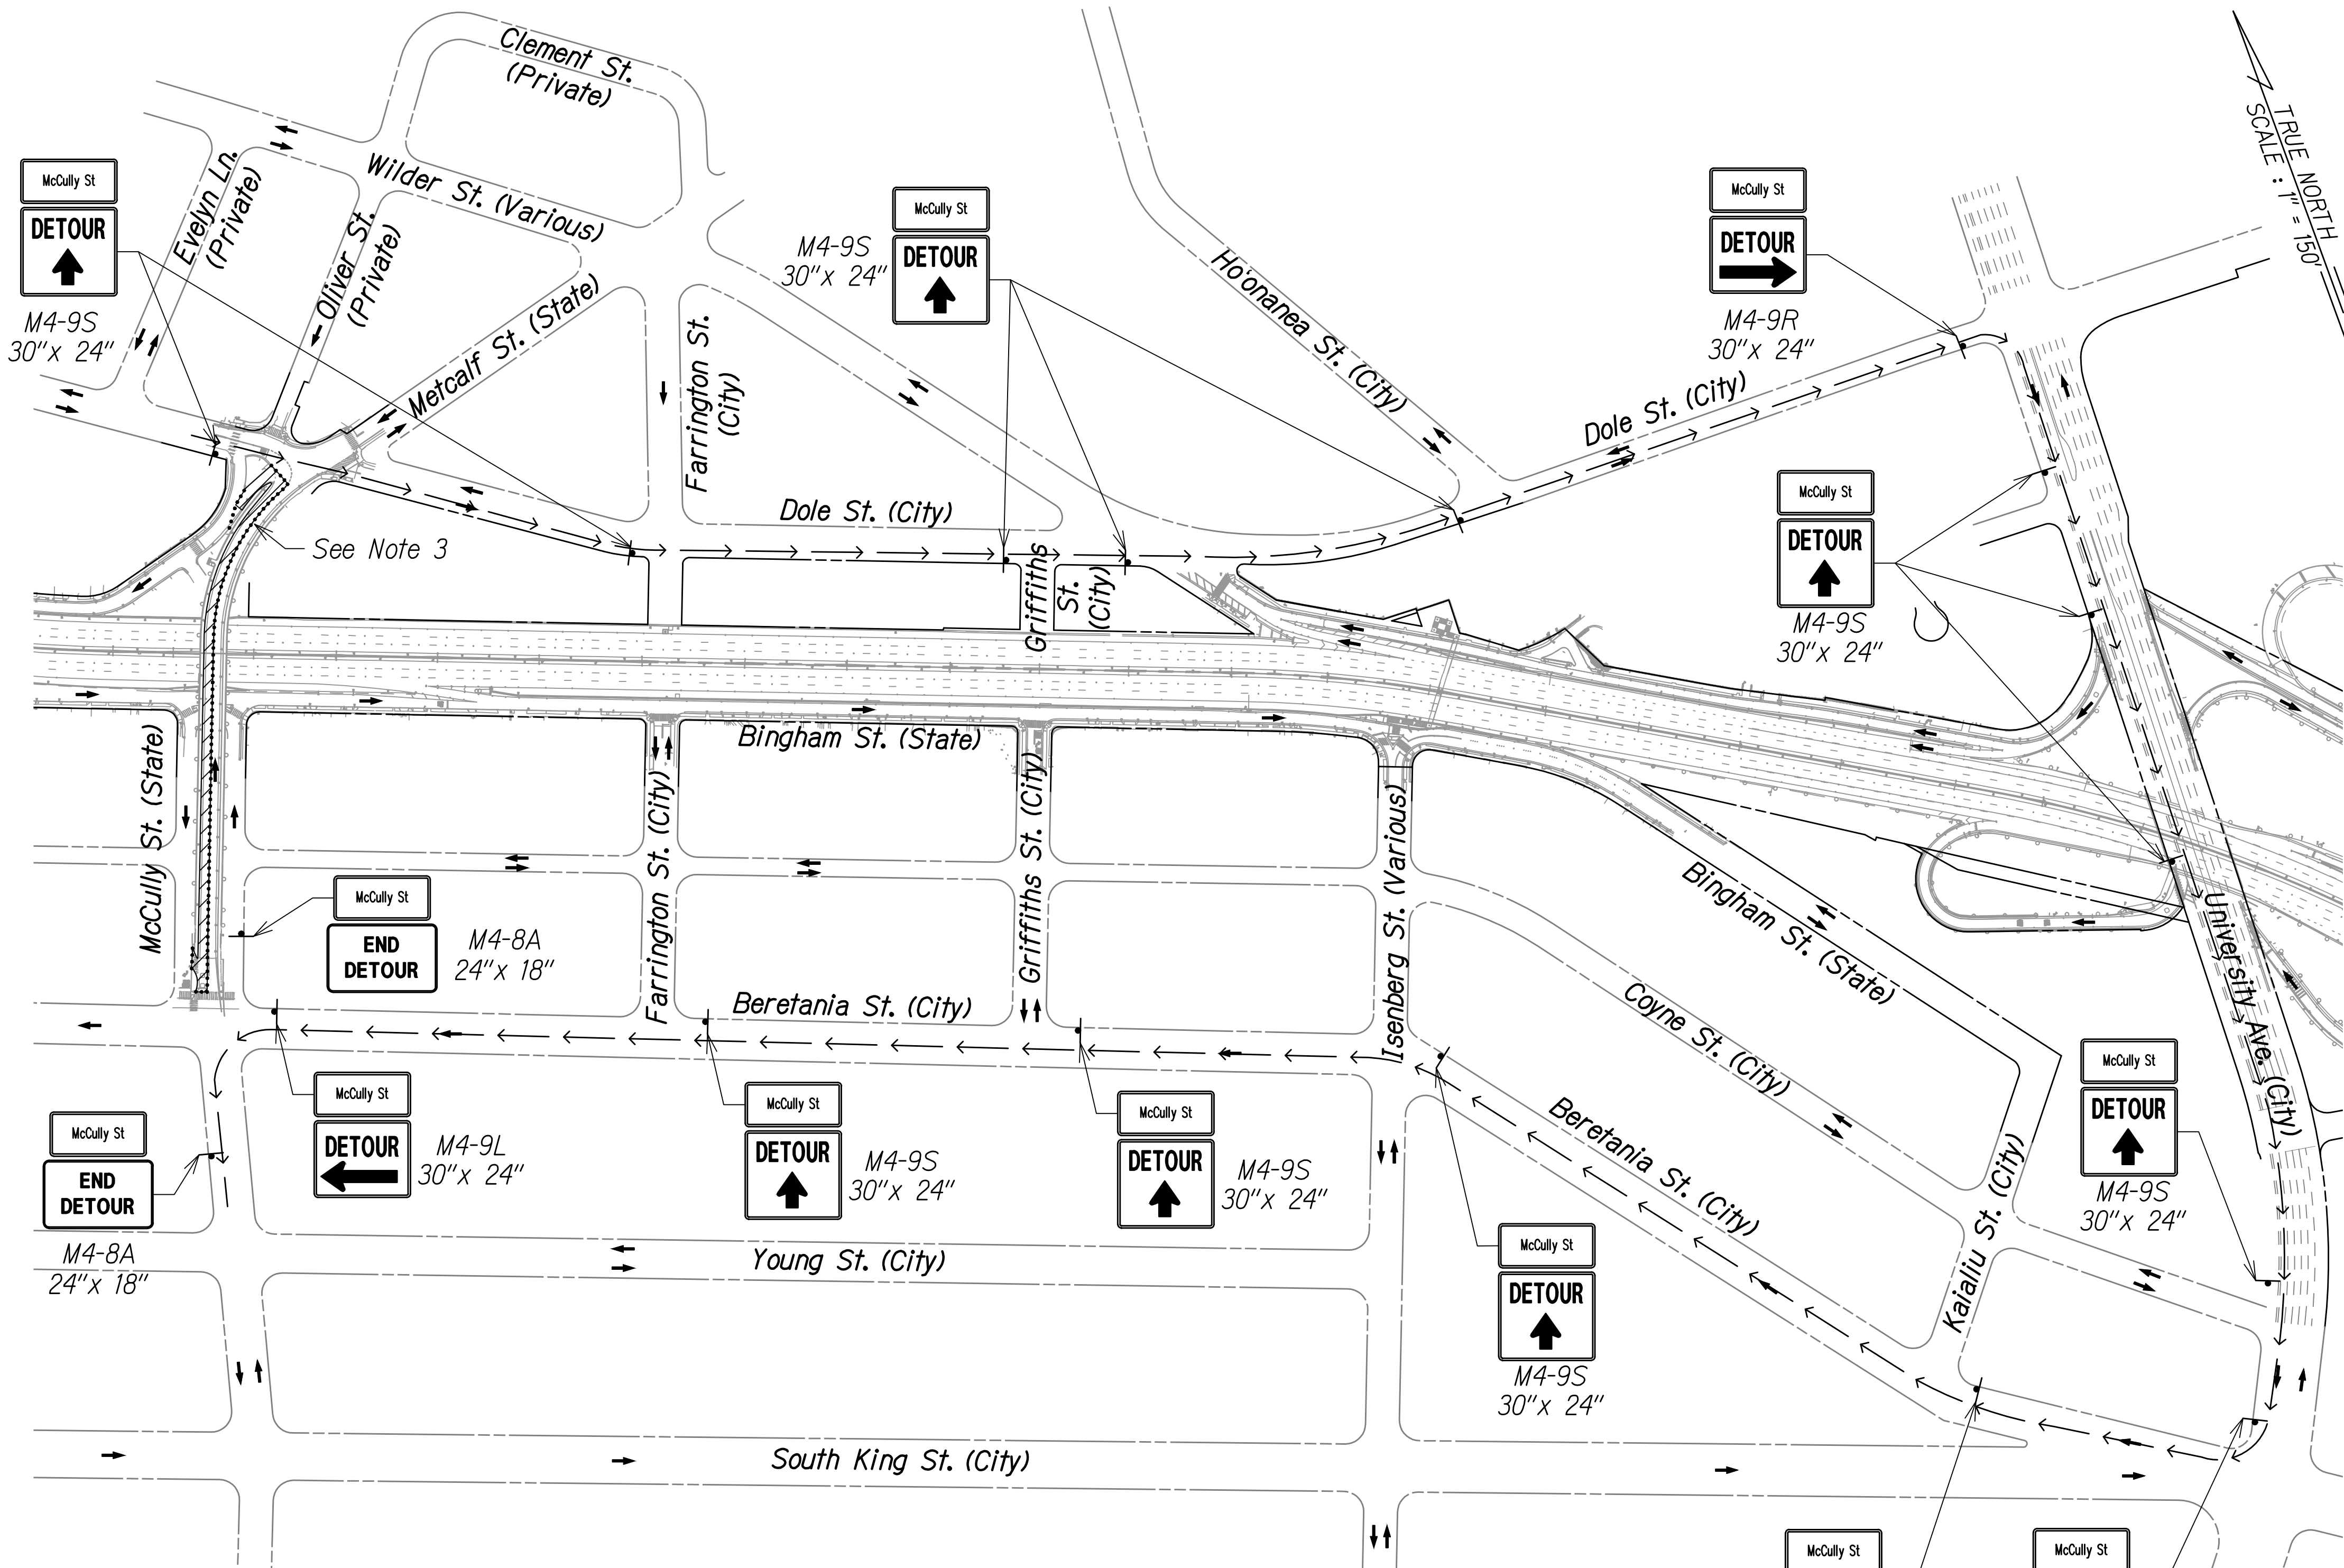 Clement St.
(Private)
TRUE NORTH
SCALE : 1" = 150'
Evelyn Ln.
(Private)
Wilder St. (Various)
Oliver St.
(Private)
McCully St
DETOUR
M4-9S
30"x 24"
Metcalf St. (State)
Farrington St.
(City)
McCully St
DETOUR
M4-9S
30"x 24"
Ho'onanea St. (City)
McCully St
DETOUR
M4-9R
30"x 24"
Dole St. (City)
Dole St. (City)
See Note 3
Griffiths
St.
(City)
McCully St
DETOUR
M4-9S
30"x 24"
McCully St. (State)
Bingham St. (State)
Farrington St. (City)
Griffiths St. (City)
Isenberg St. (Various)
Bingham St. (State)
University Ave. (City)
McCully St
END
DETOUR
M4-8A
24"x 18"
Beretania St. (City)
Coyne St. (City)
Beretania St. (City)
Kaialiu St. (City)
McCully St
DETOUR
M4-9S
30"x 24"
McCully St
END
DETOUR
M4-8A
24"x 18"
McCully St
DETOUR
M4-9L
30"x 24"
McCully St
DETOUR
M4-9S
30"x 24"
McCully St
DETOUR
M4-9S
30"x 24"
McCully St
DETOUR
M4-9S
30"x 24"
Young St. (City)
South King St. (City)
McCully St
McCully St